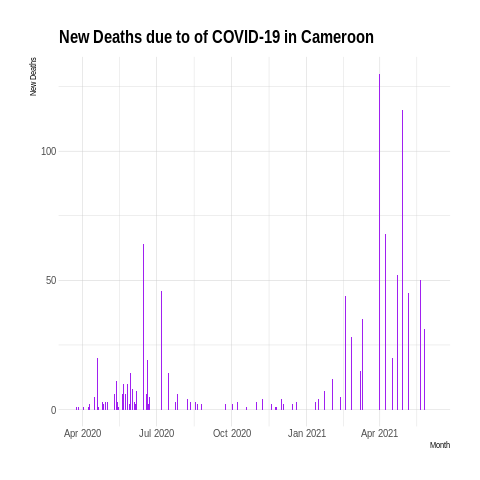 New Deaths due to of COVID-19 in Cameroon
New Deaths
100
50
0
Apr 2020 Jul 2020 Oct 2020 Jan 2021 Apr 2021
Month